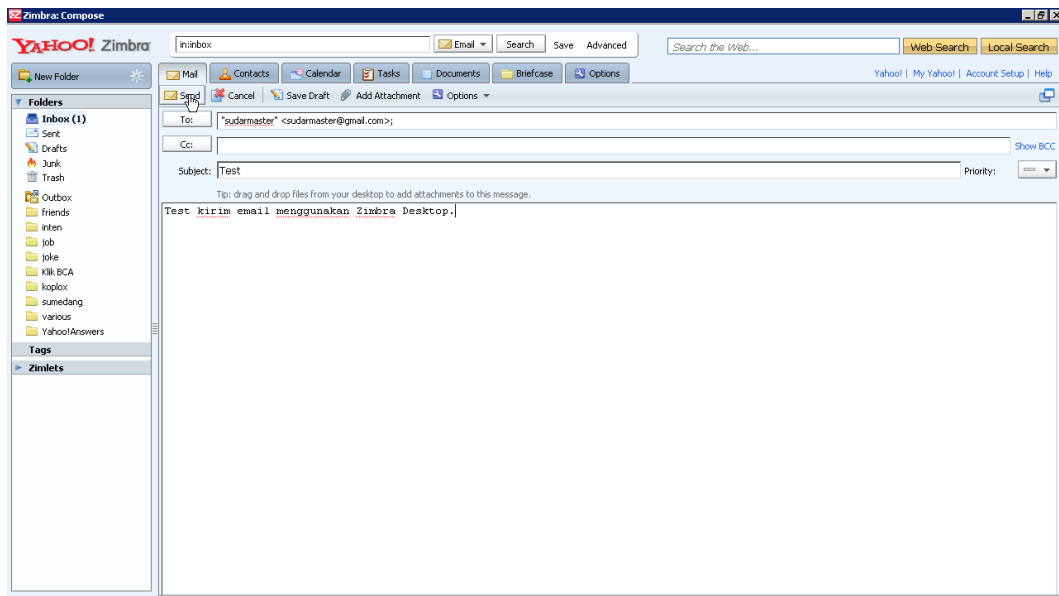 Zimbra: Compose
YAHOO! Zimbra
in:inbox
Email
Search
Save
Advanced
Search the Web...
Web Search
Local Search
New Folder
Mail
Contacts
Calendar
Tasks
Documents
Briefcase
Options
Yahoo! | My Yahoo! | Account Setup | Help
Send
Cancel
Save Draft
Add Attachment
Options
Folders
Inbox (1)
Sent
Drafts
Junk
Trash
Outbox
friends
inten
job
joke
Klik BCA
koplox
sumedang
various
Yahoo!Answers
Tags
Zimlets
To:
"sudarmaster" <sudarmaster@gmail.com>;
Cc:
Show BCC
Subject:
Test
Priority:
Tip: drag and drop files from your desktop to add attachments to this message.
Test kirim email menggunakan Zimbra Desktop.